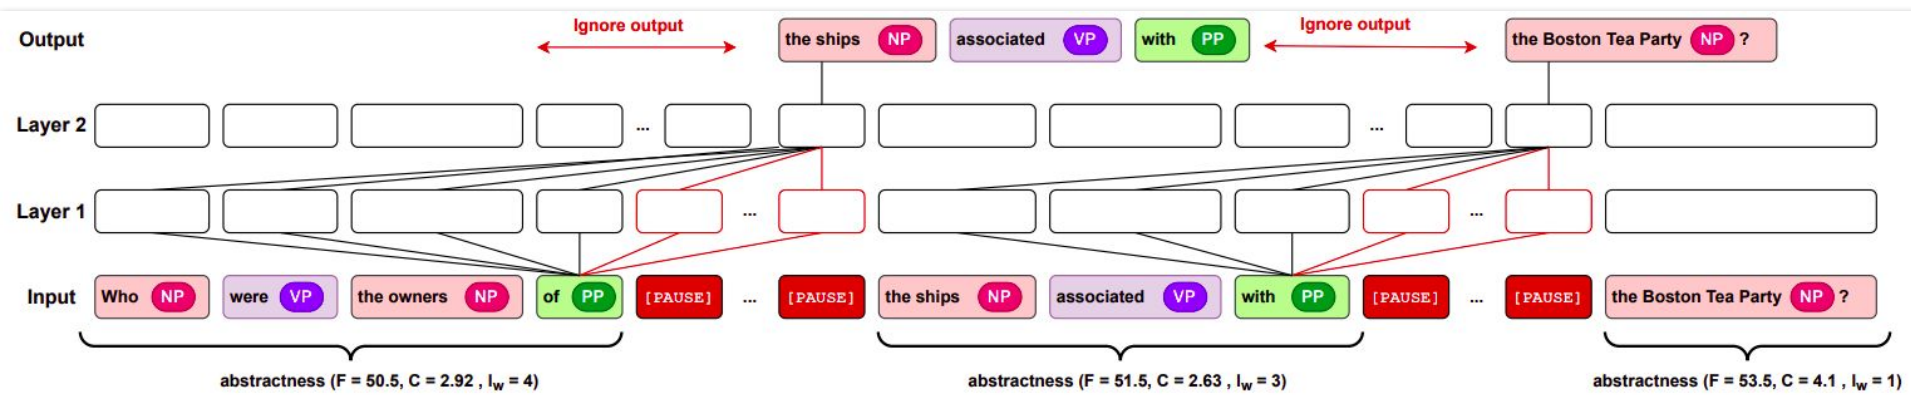 Ignore output
Ignore output
Output the ships NP associated VP with PP the Boston Tea Party NP ?
Layer 2 ... ...
Layer 1 ... ...
Input Who NP were VP the owners NP of PP [PAUSE] ... [PAUSE] the ships NP associated VP with PP [PAUSE] ... [PAUSE] the Boston Tea Party NP ?
abstractness (F = 50.5, C = 2.92 , Iw = 4) abstractness (F = 51.5, C = 2.63 , Iw = 3) abstractness (F = 53.5, C = 4.1 , Iw = 1)